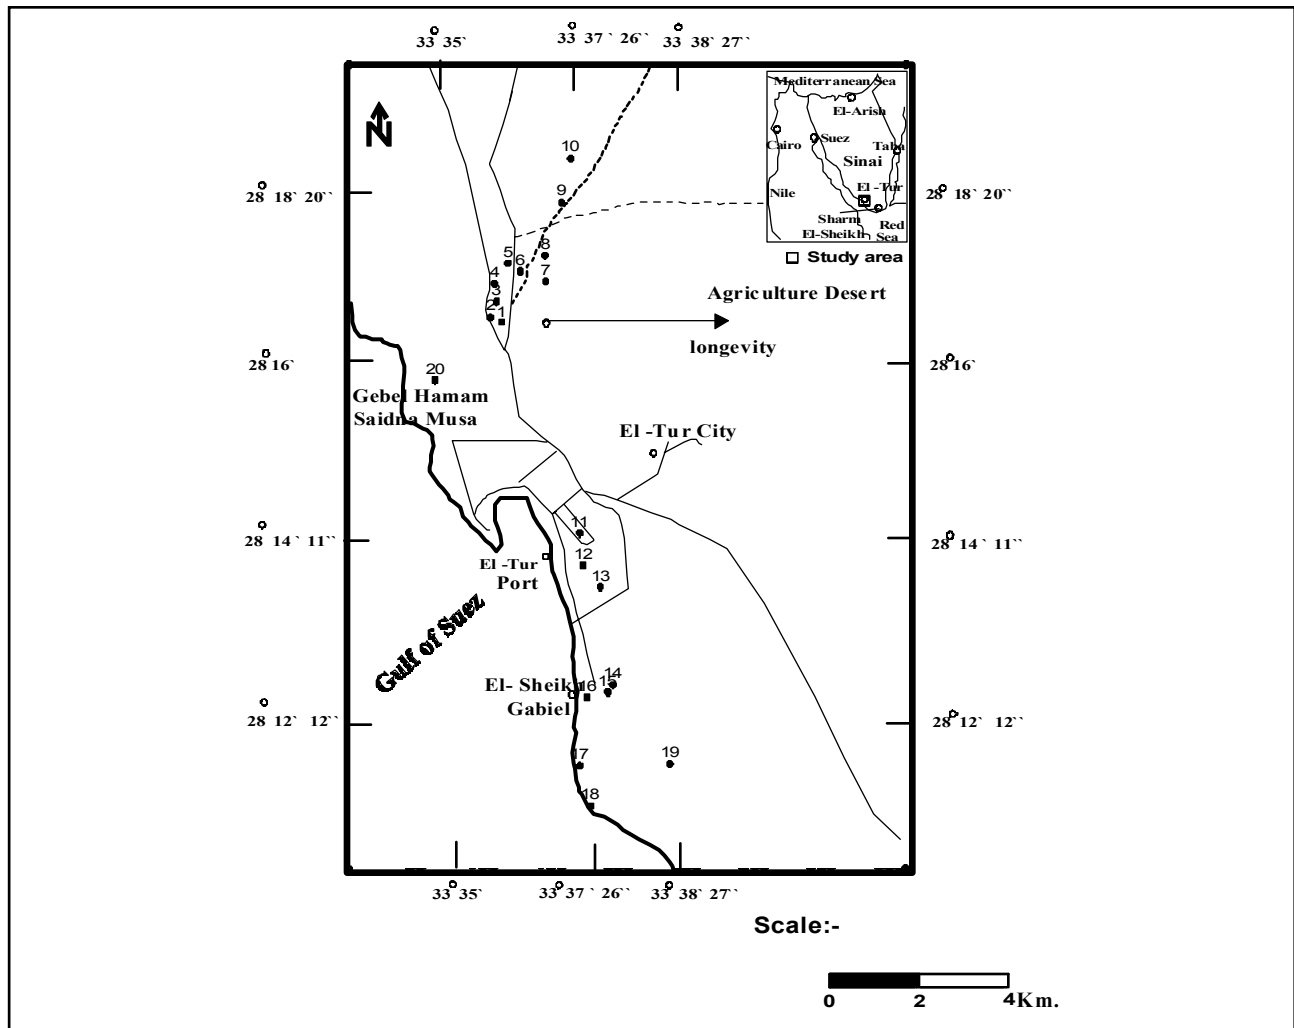 33 35`
33 37 ` 26``
33 38` 27``
N
Mediterranean Sea
El-Arish
Suez
Cairo
Taba
Sinai
El -Tur
Nile
Sharm
El-Sheikh
Red
Sea
Study area
28 18` 20``
28 18` 20``
10
9
8
5
6
7
4
3
2
1
Agriculture Desert
longevity
28 16`
28 16`
20
Gebel Hamam
Saidna Musa
El -Tur City
28 14` 11``
28 14` 11``
11
12
13
El -Tur
Port
Gulf of Suez
14
15
16
El- Sheikh
Gabiel
28 12` 12``
28 12` 12``
17
19
18
33 35`
33 37 ` 26``
33 38` 27``
Scale:-
0 2 4Km.